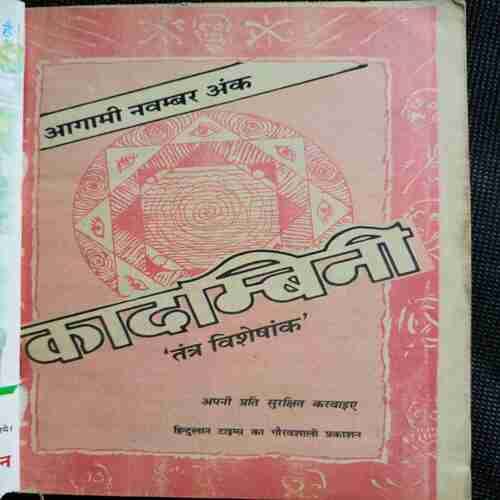 है
आगामी नवम्बर अंक
कादम्बिनी
'तंत्र विशेषांक'
अपनी प्रति सुरक्षित करवाइए
हिन्दुस्तान टाइम्स का गौरवशाली प्रकाशन
न